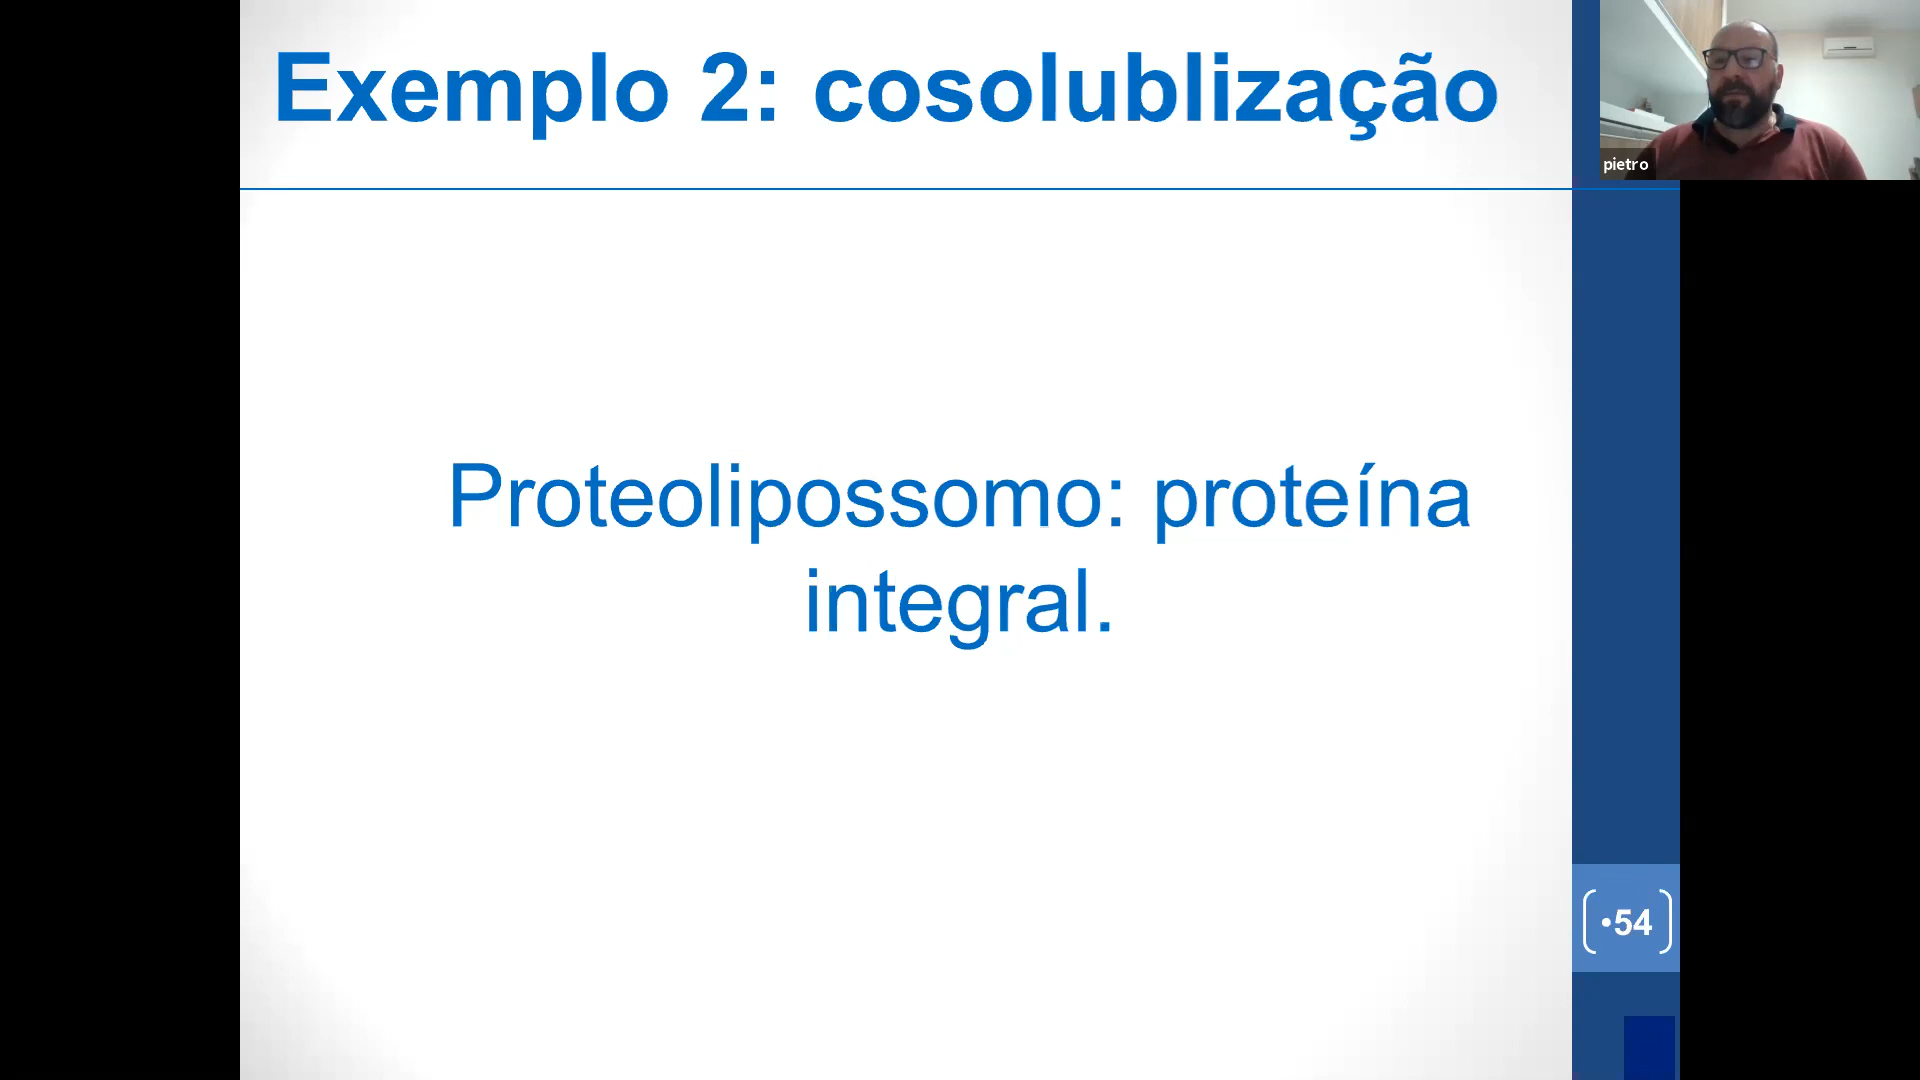 Exemplo 2: cosolublização
pietro
Proteolipossomo: proteína
integral.
•54